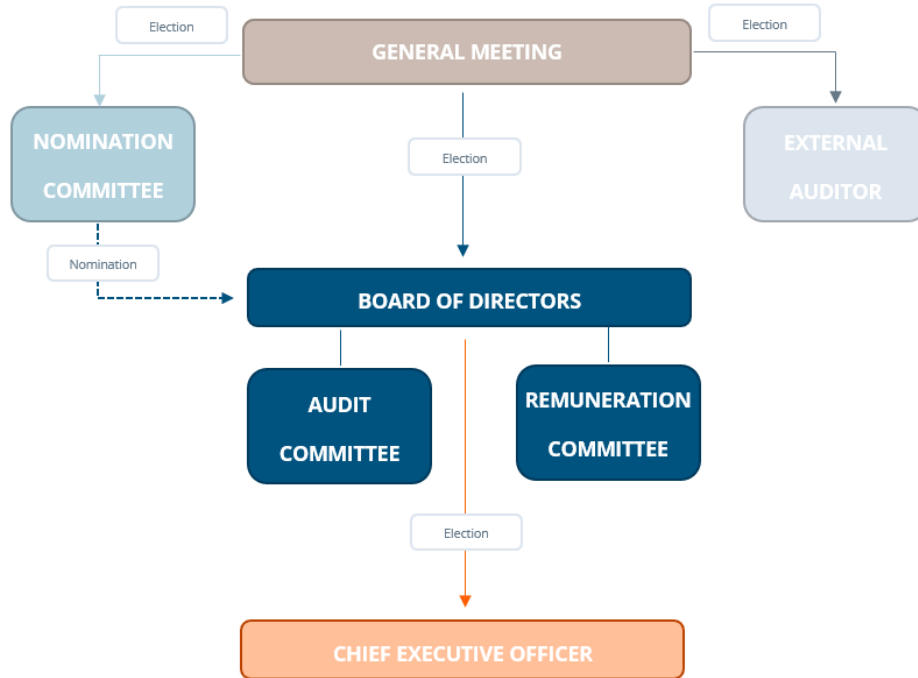 Election
GENERAL MEETING
Election
NOMINATION
COMMITTEE
Election
EXTERNAL
AUDITOR
Nomination
BOARD OF DIRECTORS
AUDIT
COMMITTEE
REMUNERATION
COMMITTEE
Election
CHIEF EXECUTIVE OFFICER